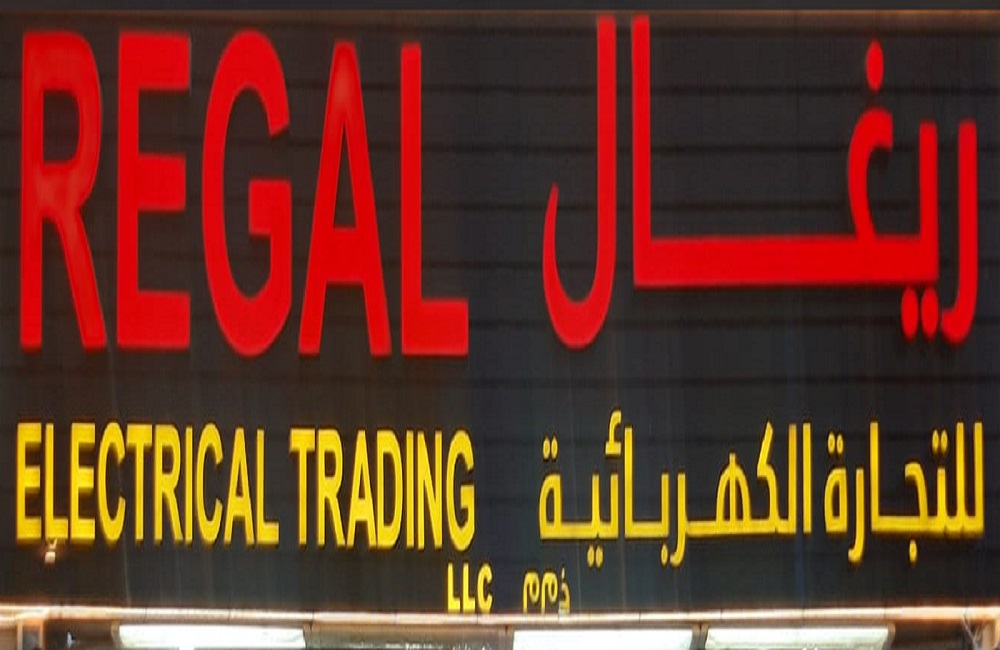 REGAL ريغال
ELECTRICAL TRADING للتجارة الكهربائية
LLC ذ.م.م